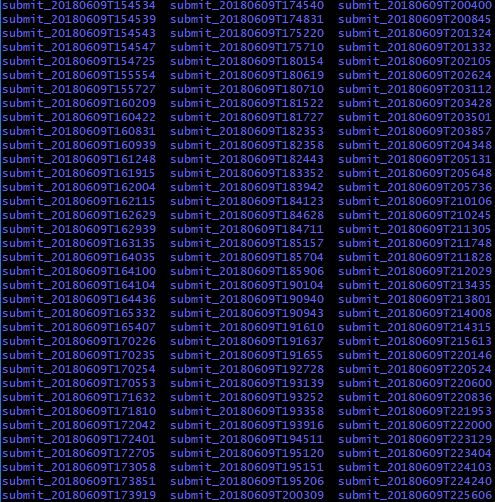 submit_20180609T154534 submit_20180609T174540 submit_20180609T200400
submit_20180609T154539 submit_20180609T174831 submit_20180609T200845
submit_20180609T154543 submit_20180609T175220 submit_20180609T201324
submit_20180609T154547 submit_20180609T175710 submit_20180609T201332
submit_20180609T154725 submit_20180609T180154 submit_20180609T202105
submit_20180609T155554 submit_20180609T180619 submit_20180609T202624
submit_20180609T155727 submit_20180609T180710 submit_20180609T203112
submit_20180609T160209 submit_20180609T181522 submit_20180609T203428
submit_20180609T160422 submit_20180609T181727 submit_20180609T203501
submit_20180609T160831 submit_20180609T182353 submit_20180609T203857
submit_20180609T160939 submit_20180609T182358 submit_20180609T204348
submit_20180609T161248 submit_20180609T182443 submit_20180609T205131
submit_20180609T161915 submit_20180609T183352 submit_20180609T205648
submit_20180609T162004 submit_20180609T183942 submit_20180609T205736
submit_20180609T162115 submit_20180609T184123 submit_20180609T210106
submit_20180609T162629 submit_20180609T184628 submit_20180609T210245
submit_20180609T162939 submit_20180609T184711 submit_20180609T211305
submit_20180609T163135 submit_20180609T185157 submit_20180609T211748
submit_20180609T164035 submit_20180609T185704 submit_20180609T211828
submit_20180609T164100 submit_20180609T185906 submit_20180609T212029
submit_20180609T164104 submit_20180609T190104 submit_20180609T213435
submit_20180609T164436 submit_20180609T190940 submit_20180609T213801
submit_20180609T165332 submit_20180609T190943 submit_20180609T214008
submit_20180609T165407 submit_20180609T191610 submit_20180609T214315
submit_20180609T170226 submit_20180609T191637 submit_20180609T215613
submit_20180609T170235 submit_20180609T191655 submit_20180609T220146
submit_20180609T170254 submit_20180609T192728 submit_20180609T220524
submit_20180609T170553 submit_20180609T193139 submit_20180609T220600
submit_20180609T171632 submit_20180609T193252 submit_20180609T220836
submit_20180609T171810 submit_20180609T193358 submit_20180609T221953
submit_20180609T172042 submit_20180609T193916 submit_20180609T222000
submit_20180609T172401 submit_20180609T194511 submit_20180609T223129
submit_20180609T172705 submit_20180609T195120 submit_20180609T223404
submit_20180609T173058 submit_20180609T195151 submit_20180609T224103
submit_20180609T173851 submit_20180609T195206 submit_20180609T224240
submit_20180609T173919 submit_20180609T200309 submit_20180609T225606